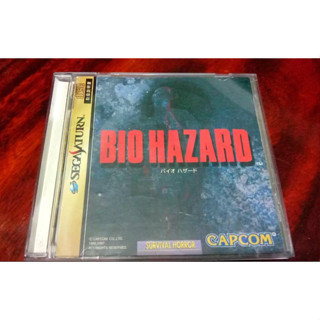 SEGA SATURN
BIO HAZARD
バイオ ハザード
SURVIVAL HORROR
CAPCOM